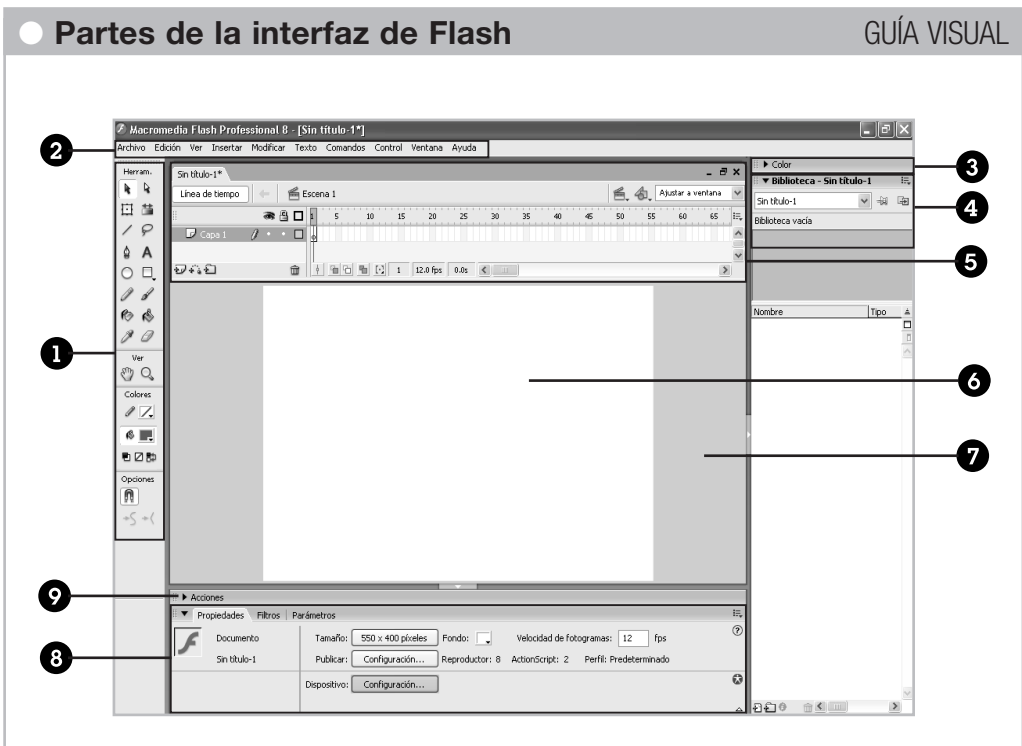 Partes de la interfaz de Flash
GUÍA VISUAL
Macromedia Flash Professional 8 - [Sin título-1*]
Archivo Edición Ver Insertar Modificar Texto Comandos Control Ventana Ayuda
2
Herram.
Sin título-1*
Color
3
Biblioteca - Sin título-1
Línea de tiempo
Escena 1
Ajustar a ventana
Sin título-1
4
Biblioteca vacía
1 5 10 15 20 25 30 35 40 45 50 55 60 65
Capa 1
5
1 12.0 fps 0.0s
Nombre Tipo
1
Ver
6
Colores
7
Opciones
9
Acciones
Propiedades Filtros Parámetros
Documento Tamaño: 550 x 400 píxeles Fondo: Velocidad de fotogramas: 12 fps
8
Sin título-1 Publicar: Configuración... Reproductor: 8 ActionScript: 2 Perfil: Predeterminado
Dispositivo: Configuración...